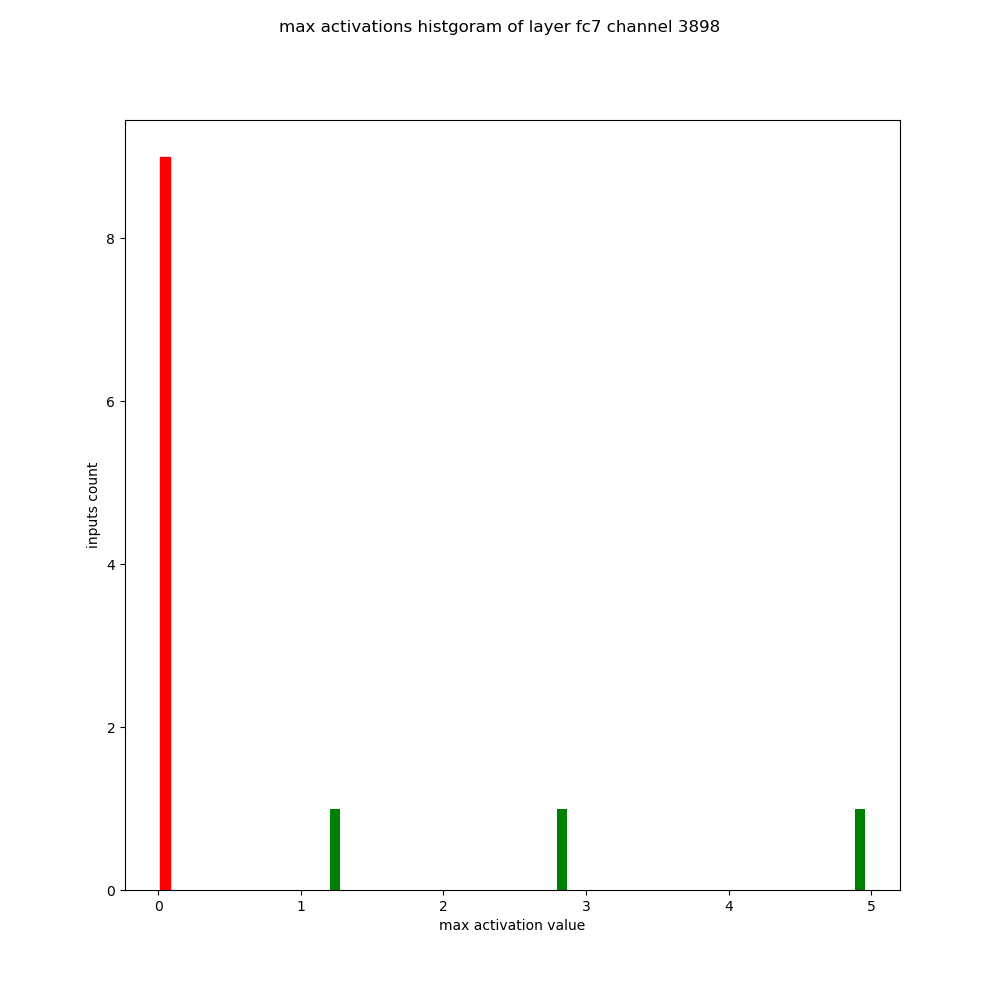 max activations histgoram of layer fc7 channel 3898
8
6
4
2
0
inputs count
0 1 2 3 4 5
max activation value